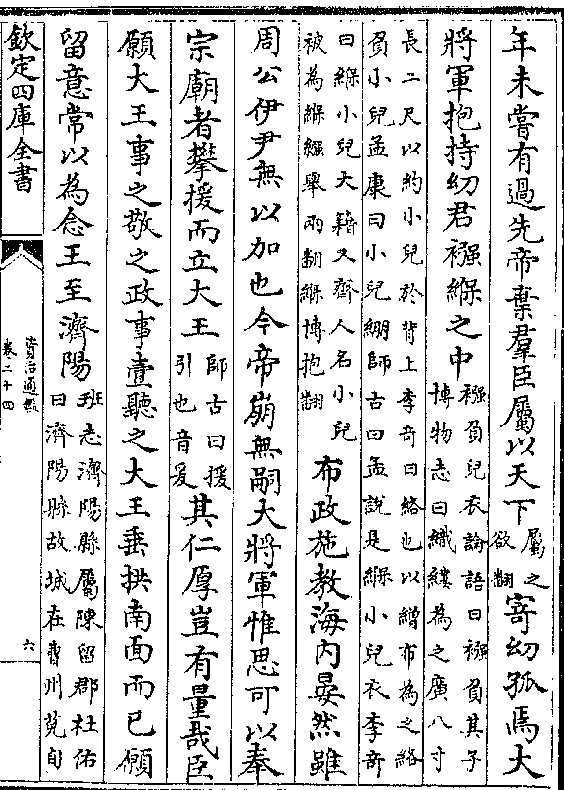 年未嘗有過先帝棄羣臣屬以天下屬之欲翻寄幼孤焉大
將軍抱持幼君襁緥之中襁負兒衣論語曰襁負其子
博物志曰織縷為之廣八寸
長二尺以約小兒於背上李奇曰絡也以繒布為之絡
負小兒孟康曰小兒綳師古曰孟說是緥小兒衣李奇
曰緥小兒大藉又齊人名小兒
被為緥繈舉兩翻緥博抱翻布政施教海内晏然雖
周公伊尹無以加也今帝崩無嗣大將軍惟思可以奉
宗廟者攀援而立大王師古曰援引也音爰其仁厚豈有量哉臣
願大王事之敬之政事壹聽之大王垂拱南面而已願
留意常以為念王至濟陽班志濟陽縣屬陳留郡杜佑
曰濟陽縣故城在曹州
欽定四庫全書
資治通鑑
卷二十四
六